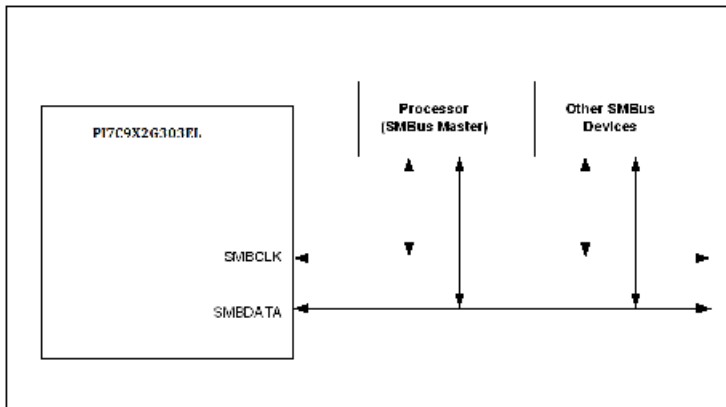 Processor
(SMBus Master)
Other SMBus
Devices
PI7C9X2G303EL
SMBCLK
SMBDATA